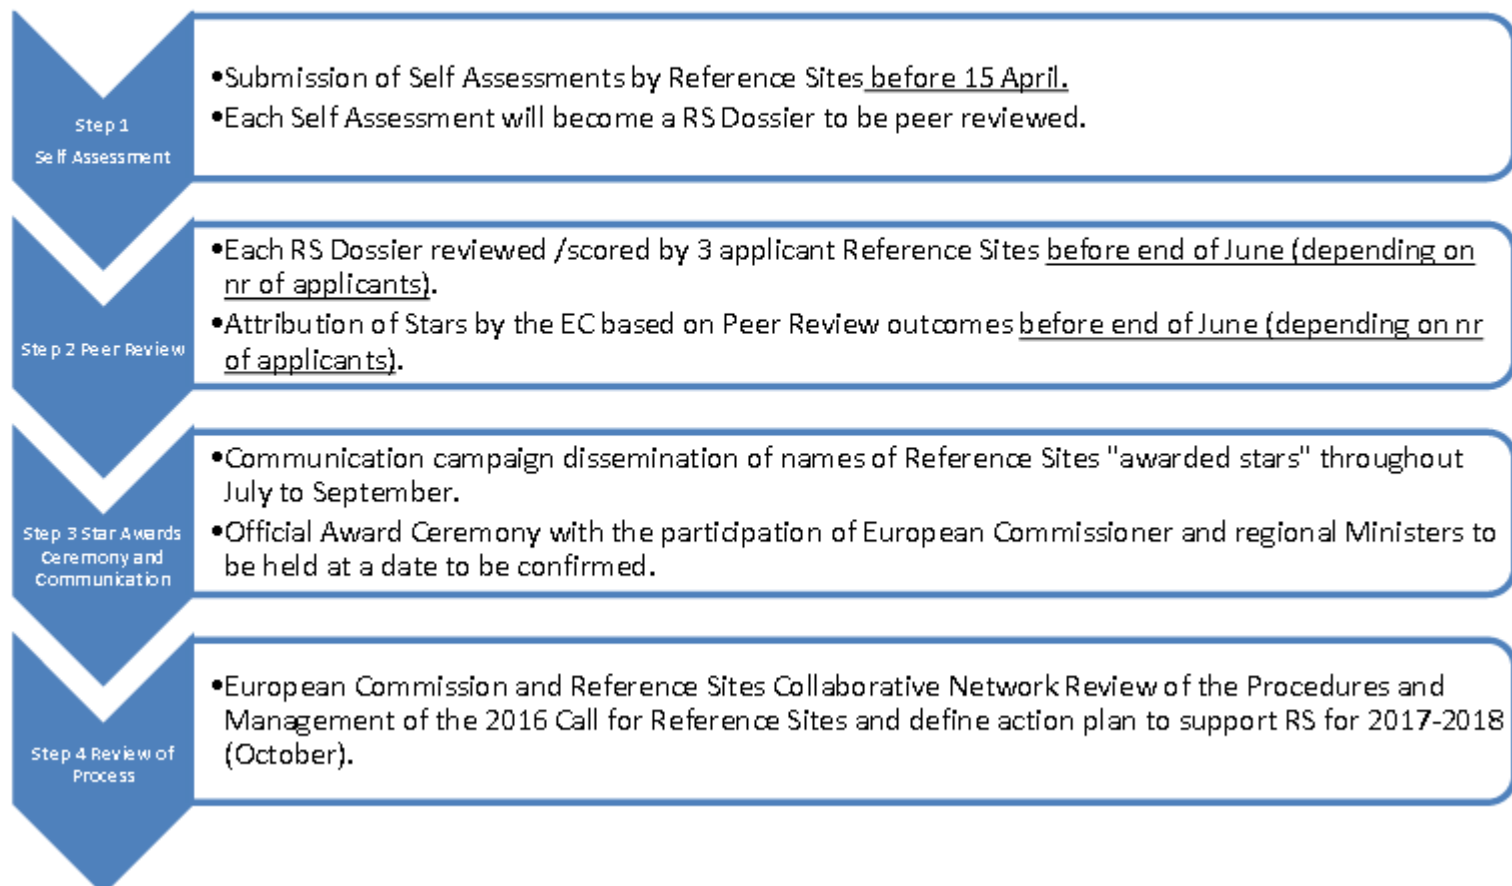 Step 1
Self Assessment
•Submission of Self Assessments by Reference Sites before 15 April.
•Each Self Assessment will become a RS Dossier to be peer reviewed.
Step 2 Peer Review
•Each RS Dossier reviewed /scored by 3 applicant Reference Sites before end of June (depending on
nr of applicants).
•Attribution of Stars by the EC based on Peer Review outcomes before end of June (depending on nr
of applicants).
Step 3 Star Awards
Ceremony and
Communication
•Communication campaign dissemination of names of Reference Sites "awarded stars" throughout
July to September.
•Official Award Ceremony with the participation of European Commissioner and regional Ministers to
be held at a date to be confirmed.
Step 4 Review of
Process
•European Commission and Reference Sites Collaborative Network Review of the Procedures and
Management of the 2016 Call for Reference Sites and define action plan to support RS for 2017-2018
(October).